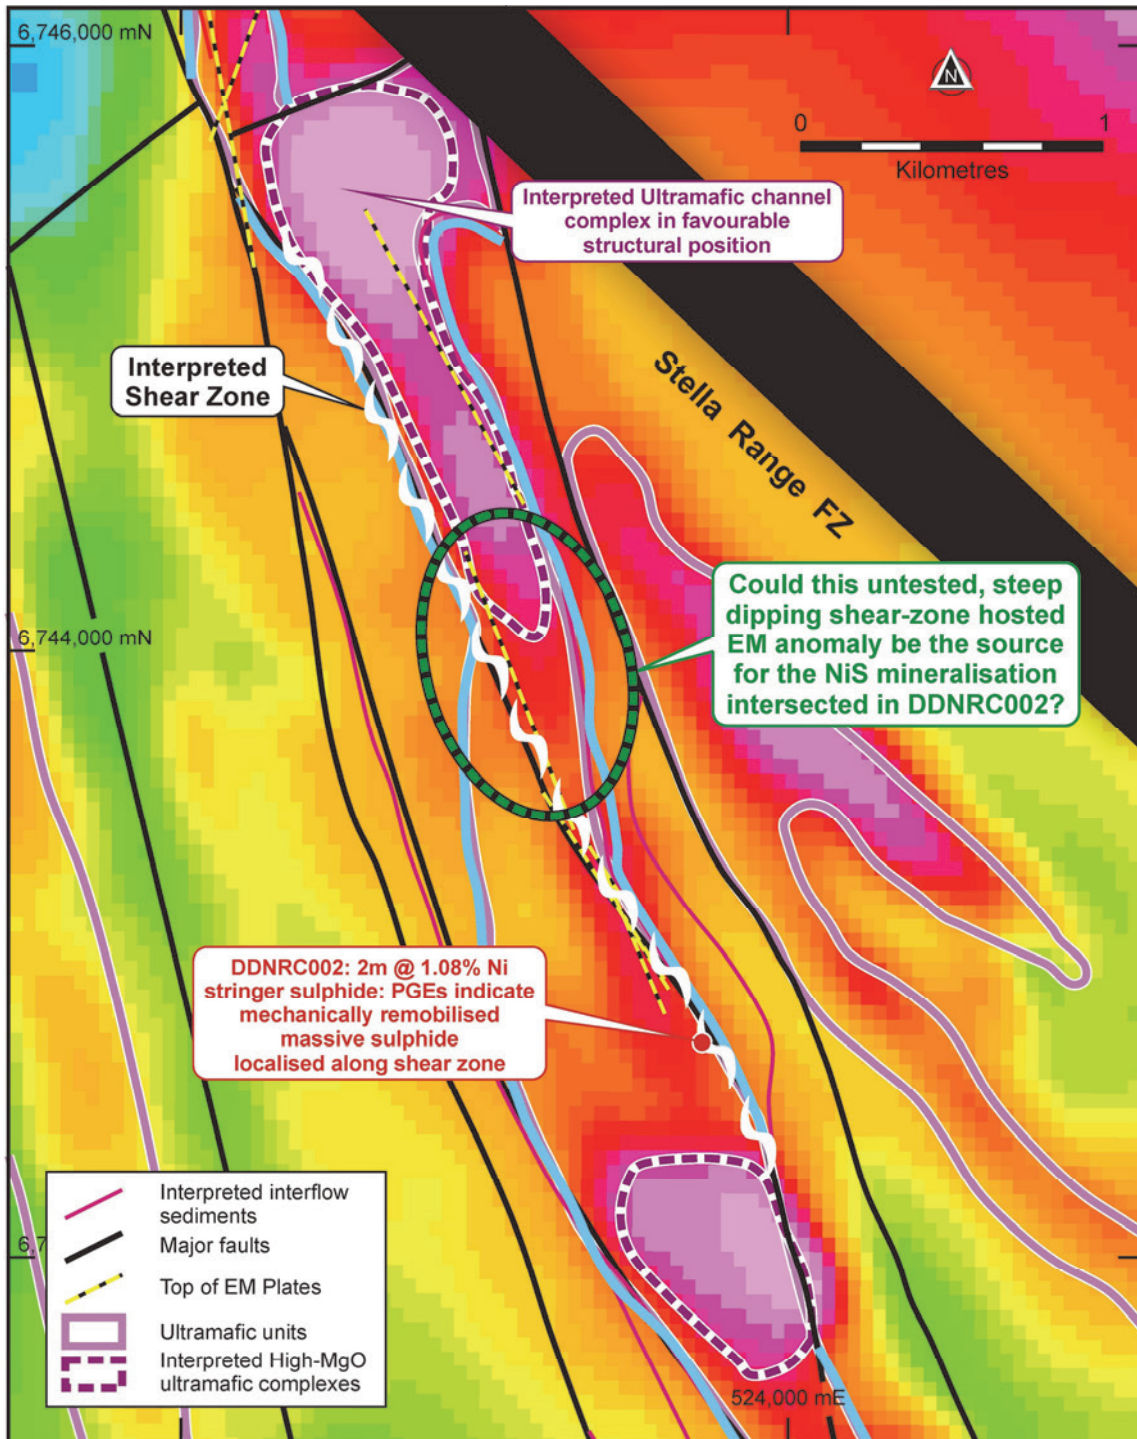 6,746,000 mN
N
0 1
Kilometres
Interpreted Ultramafic channel
complex in favourable
structural position
Interpreted
Shear Zone
Stella Range FZ
Could this untested, steep
dipping shear-zone hosted
EM anomaly be the source
for the NiS mineralisation
intersected in DDNRC002?
6,744,000 mN
DDNRC002: 2m @ 1.08% Ni
stringer sulphide: PGEs indicate
mechanically remobilised
massive sulphide
localised along shear zone
Interpreted interflow
sediments
Major faults
Top of EM Plates
Ultramafic units
Interpreted High-MgO
ultramafic complexes
524,000 mE